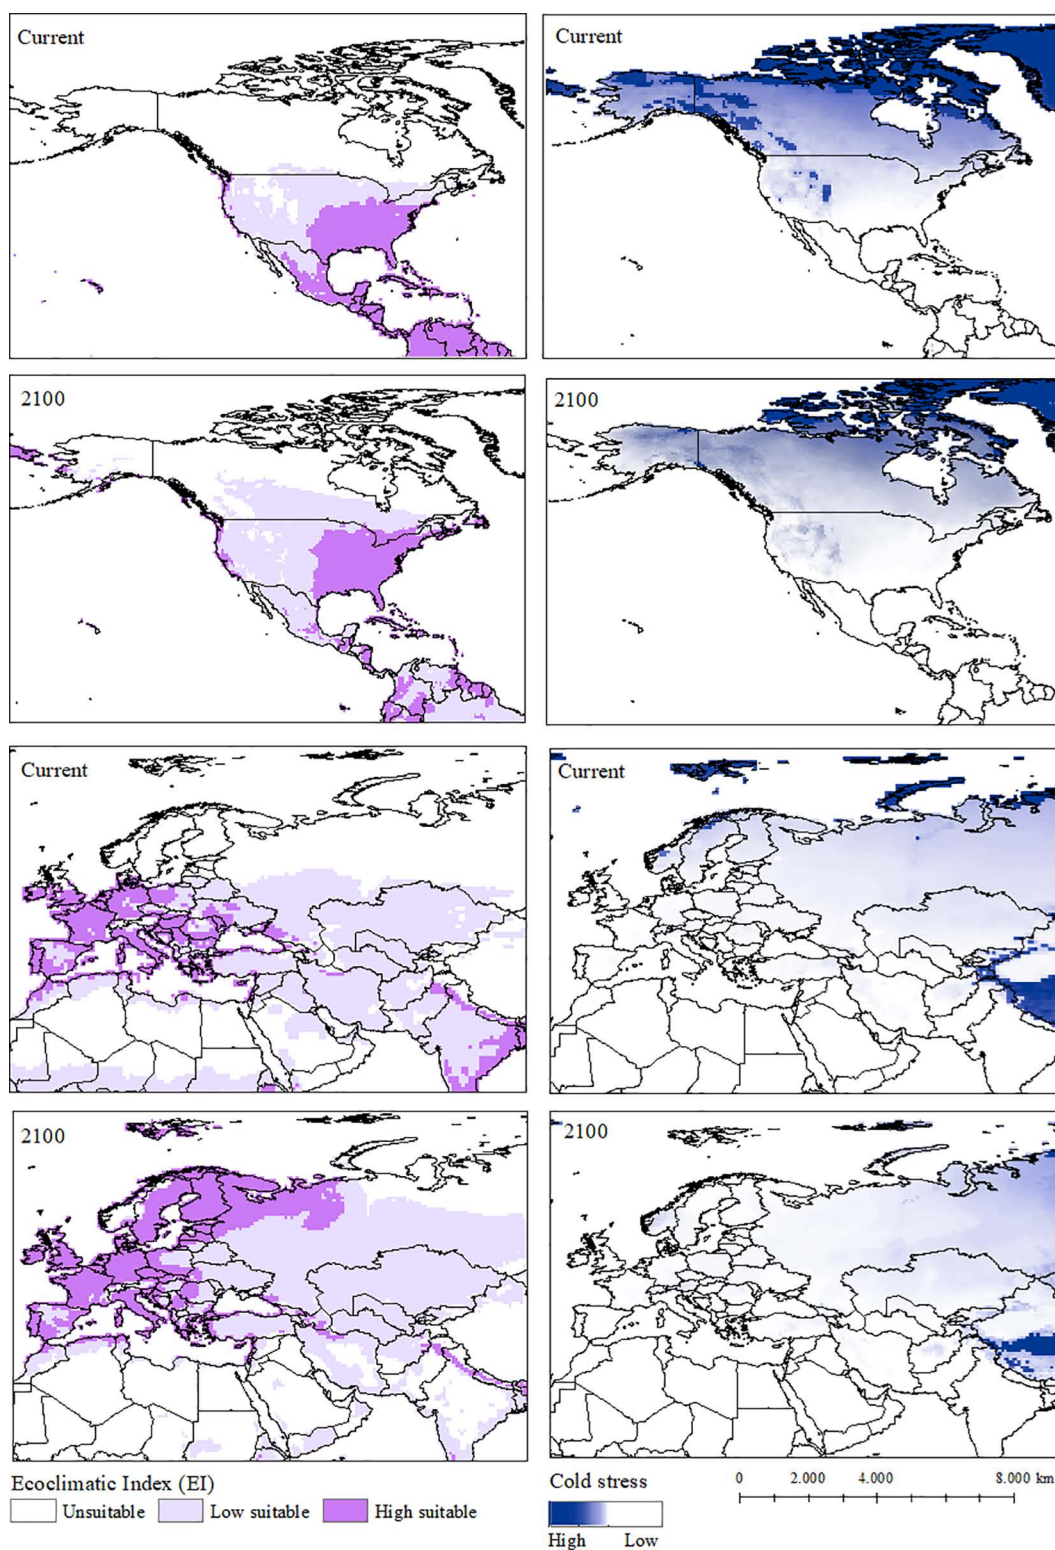 Current
Current
2100
2100
Current
Current
2100
2100
Ecoclimatic Index (EI)
Unsuitable
Low suitable
High suitable
Cold stress
High
Low
0
2.000
4.000
8.000 km